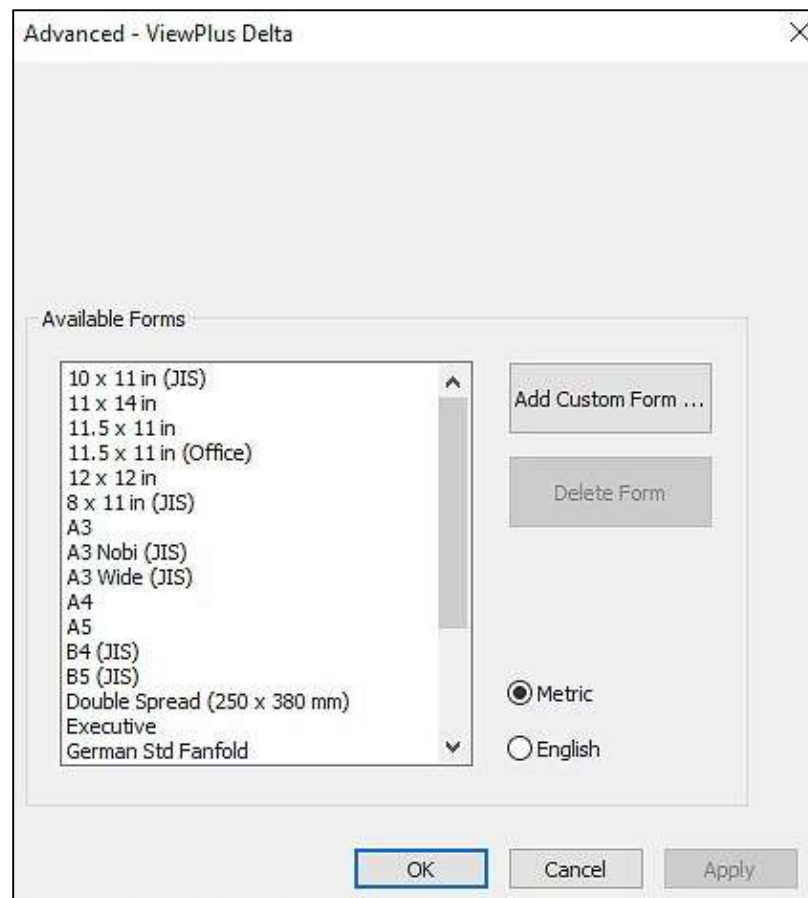 Advanced - ViewPlus Delta
Available Forms
10 x 11 in (JIS)
11 x 14 in
11.5 x 11 in
11.5 x 11 in (Office)
12 x 12 in
8 x 11 in (JIS)
A3
A3 Nobi (JIS)
A3 Wide (JIS)
A4
A5
B4 (JIS)
B5 (JIS)
Double Spread (250 x 380 mm)
Executive
German Std Fanfold
Add Custom Form ...
Delete Form
Metric
English
OK
Cancel
Apply